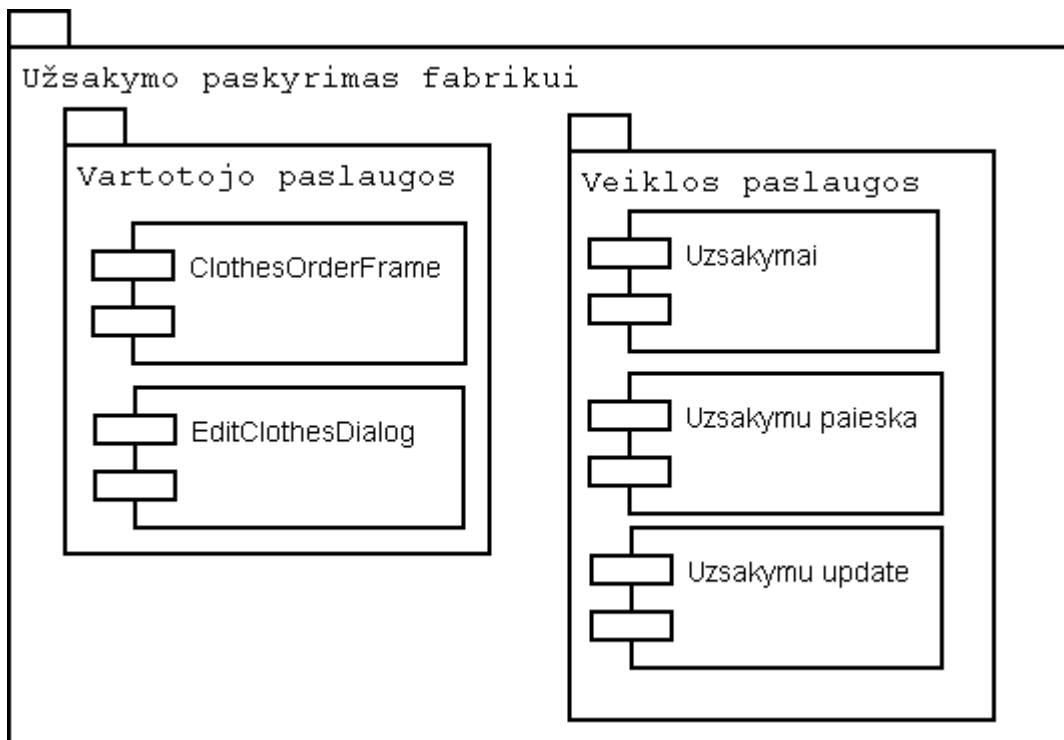 Užsakymo paskyrimas fabrikui
Vartotojo paslaugos
ClothesOrderFrame
EditClothesDialog
Veiklos paslaugos
Uzsakymai
Uzsakymu paieska
Uzsakymu update